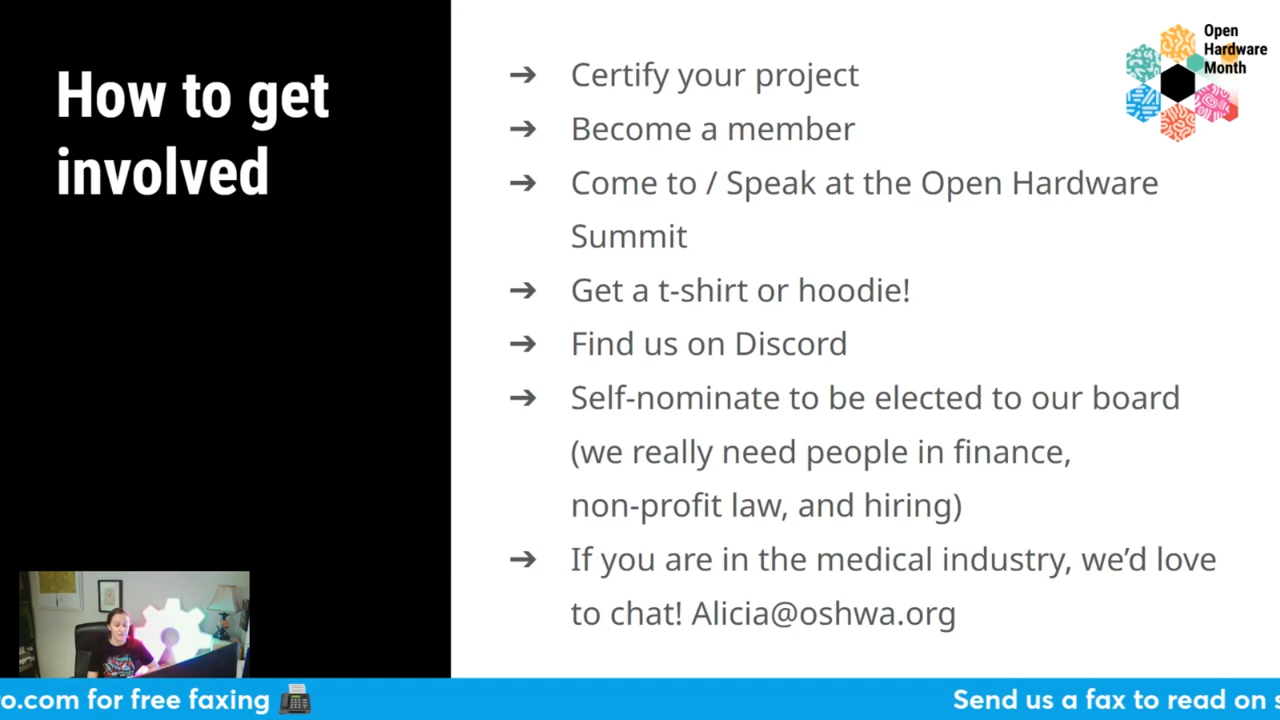 How to get
involved
➔ Certify your project
➔ Become a member
➔ Come to / Speak at the Open Hardware
Summit
➔ Get a t-shirt or hoodie!
➔ Find us on Discord
➔ Self-nominate to be elected to our board
(we really need people in finance,
non-profit law, and hiring)
➔ If you are in the medical industry, we’d love
to chat! Alicia@oshwa.org
Open
Hardware
Month
o.com for free faxing 📠 Send us a fax to read on s